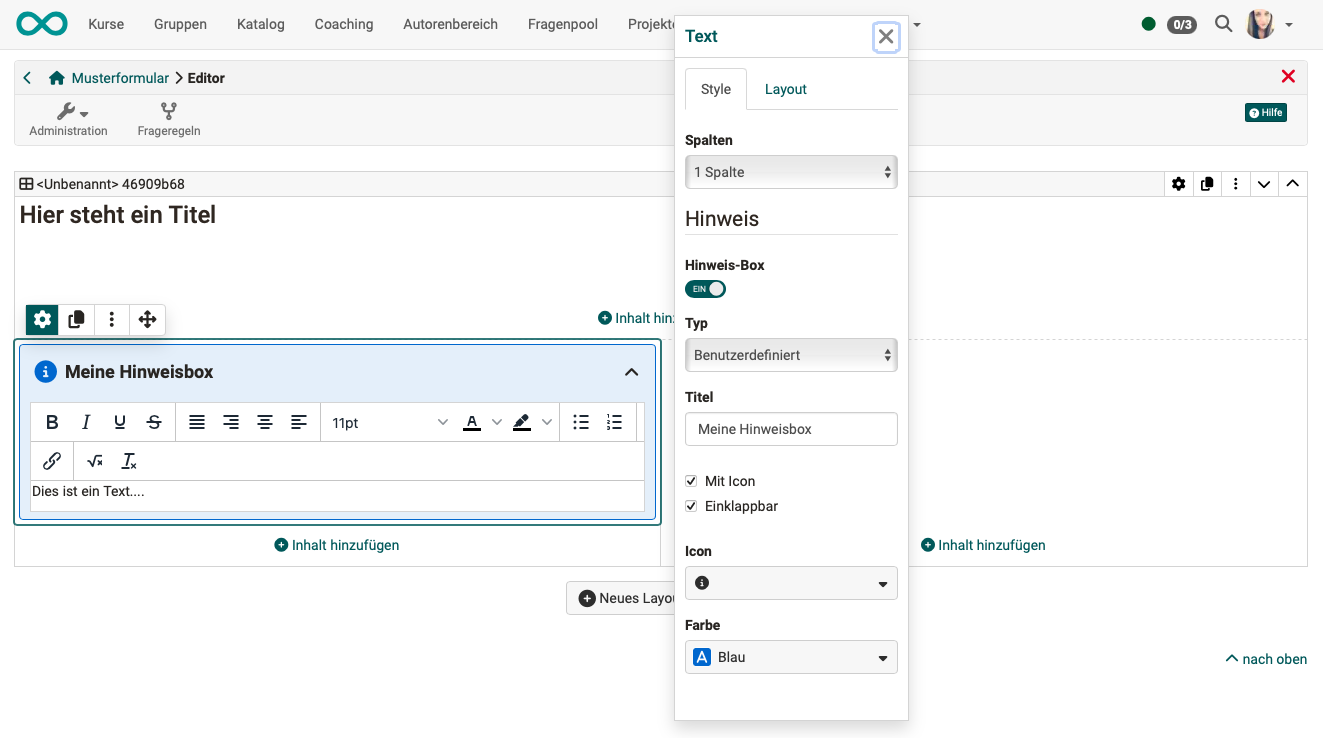 Kurse Gruppen Katalog Coaching Autorenbereich Fragenpool Projekte 0/3
Musterformular Editor
Administration Frageregeln Hilfe
<Unbenannt> 46909b68
Hier steht ein Titel
Inhalt hinz
Meine Hinweisbox
B I U S 11pt A
Dies ist ein Text....
Inhalt hinzufügen
Inhalt hinzufügen
Neues Layou
nach oben
Text
Style Layout
Spalten
1 Spalte
Hinweis
Hinweis-Box
EIN
Typ
Benutzerdefiniert
Titel
Meine Hinweisbox
Mit Icon
Einklappbar
Icon
Farbe
A Blau